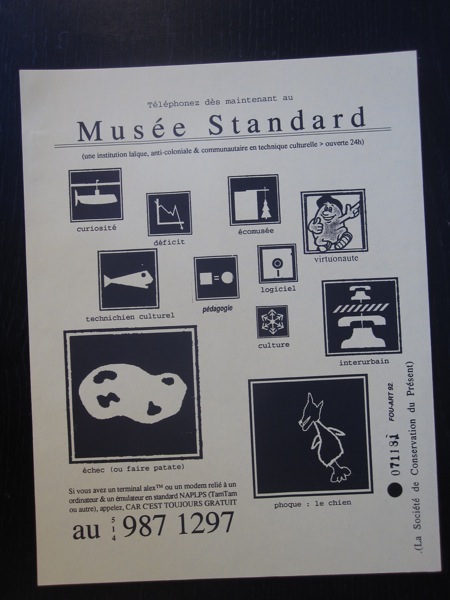 Téléphonez dès maintenant au
Musée Standard
(une institution laïque, anti-coloniale & communautaire en technique culturelle > ouverte 24h)
curiosité
déficit
écomusée
virtuonaute
technichien culturel
pédagogie
logiciel
culture
interurbain
échec (ou faire patate)
phoque : le chien
Si vous avez un terminal alex™ ou un modem relié à un
ordinateur & un émulateur en standard NAPLPS (TamTam
ou autre), appelez, CAR C'EST TOUJOURS GRATUIT
au 514 987 1297
071181 FOU-ART 92
.(La Société de Conservation du Présent)